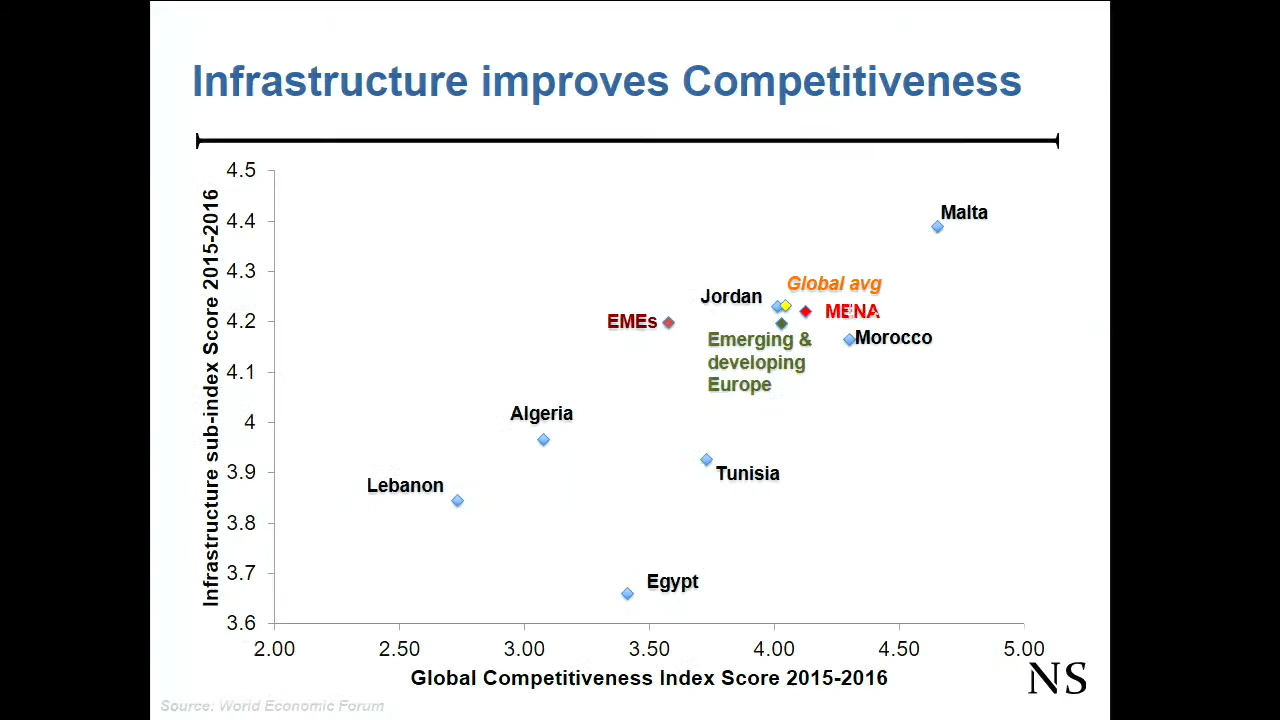 Infrastructure improves Competitiveness
Infrastructure sub-index Score 2015-2016
4.5
4.4
4.3
4.2
4.1
4
3.9
3.8
3.7
3.6
Malta
Global avg
Jordan
MENA
EMEs
Morocco
Emerging &
developing
Europe
Algeria
Tunisia
Lebanon
Egypt
2.00 2.50 3.00 3.50 4.00 4.50 5.00
Global Competitiveness Index Score 2015-2016
NS
Source: World Economic Forum